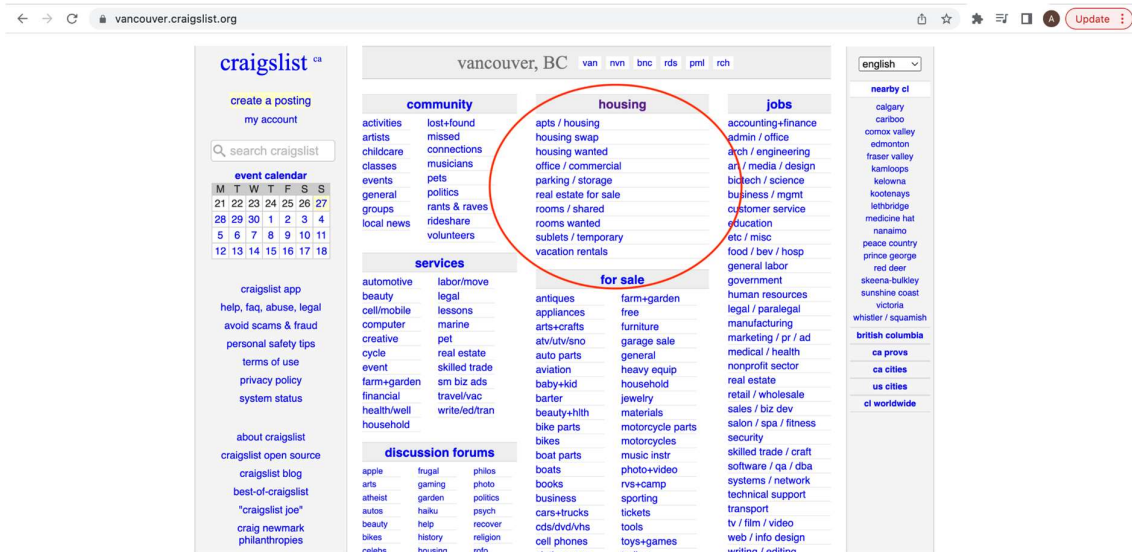 vancouver.craigslist.org
A
Update
craigslist ca
create a posting
my account
search craigslist
event calendar
M T W T F S S
21 22 23 24 25 26 27
28 29 30 1 2 3 4
5 6 7 8 9 10 11
12 13 14 15 16 17 18
craigslist app
help, faq, abuse, legal
avoid scams & fraud
personal safety tips
terms of use
privacy policy
system status
about craigslist
craigslist open source
craigslist blog
best-of-craigslist
"craigslist joe"
craig newmark
philanthropies
vancouver, BC van nvn bnc rds pml rch
community
activities
artists
childcare
classes
events
general
groups
local news
lost+found
missed
connections
musicians
pets
politics
rants & raves
rideshare
volunteers
services
automotive
beauty
cell/mobile
computer
creative
cycle
event
farm+garden
financial
health/well
household
labor/move
legal
lessons
marine
pet
real estate
skilled trade
sm biz ads
travel/vac
write/ed/tran
discussion forums
apple
arts
atheist
autos
beauty
bikes
celebs
frugal
gaming
garden
haiku
help
history
housing
philos
photo
politics
psych
recover
religion
rofo
housing
apts / housing
housing swap
housing wanted
office / commercial
parking / storage
real estate for sale
rooms / shared
rooms wanted
sublets / temporary
vacation rentals
for sale
antiques
appliances
arts+crafts
atv/utv/sno
auto parts
aviation
baby+kid
barter
beauty+hlth
bike parts
bikes
boat parts
boats
books
business
cars+trucks
cds/dvd/vhs
cell phones
farm+garden
free
furniture
garage sale
general
heavy equip
household
jewelry
materials
motorcycle parts
motorcycles
music instr
photo+video
rvs+camp
sporting
tickets
tools
toys+games
jobs
accounting+finance
admin / office
arch / engineering
art / media / design
biotech / science
business / mgmt
customer service
education
etc / misc
food / bev / hosp
general labor
government
human resources
legal / paralegal
manufacturing
marketing / pr / ad
medical / health
nonprofit sector
real estate
retail / wholesale
sales / biz dev
salon / spa / fitness
security
skilled trade / craft
software / qa / dba
systems / network
technical support
transport
tv / film / video
web / info design
writing / editing
english
nearby cl
calgary
cariboo
comox valley
edmonton
fraser valley
kamloops
kelowna
kootenays
lethbridge
medicine hat
nanaimo
peace country
prince george
red deer
skeena-bulkley
sunshine coast
victoria
whistler / squamish
british columbia
ca provs
ca cities
us cities
cl worldwide